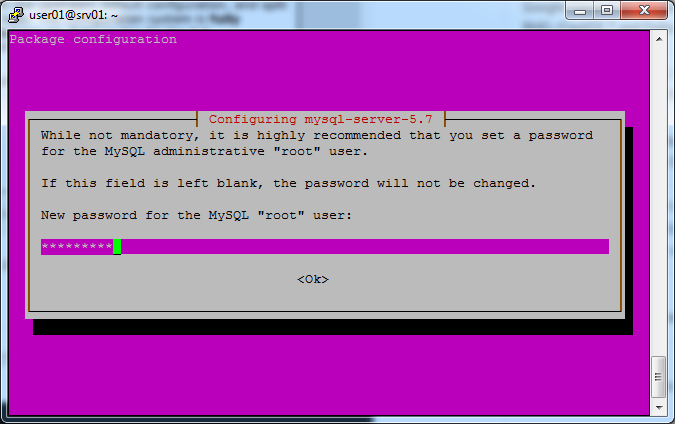 user01@srv01: ~
Package configuration
Configuring mysql-server-5.7
While not mandatory, it is highly recommended that you set a password
for the MySQL administrative "root" user.
If this field is left blank, the password will not be changed.
New password for the MySQL "root" user:
*********
<Ok>